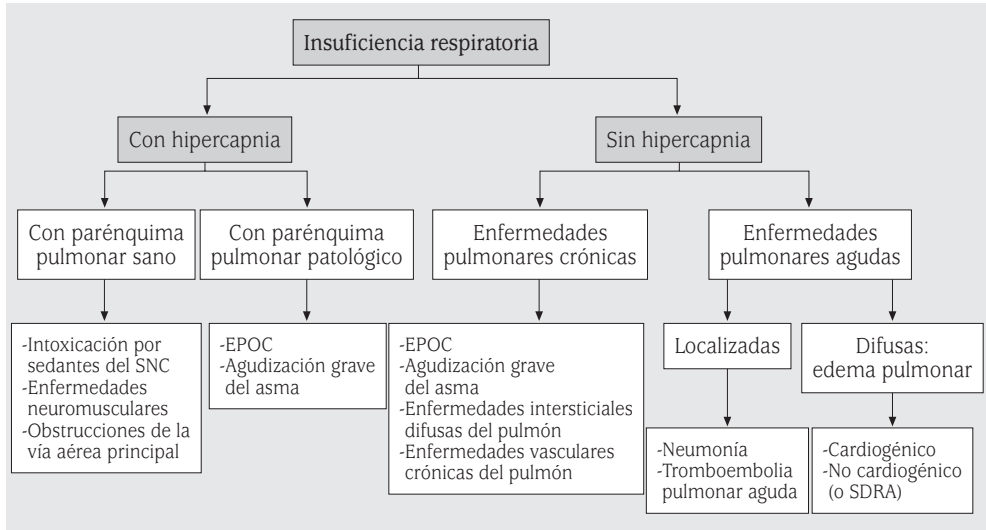 Insuficiencia respiratoria
Con hipercapnia
Sin hipercapnia
Con parénquima
pulmonar sano
Con parénquima
pulmonar patológico
Enfermedades
pulmonares crónicas
Enfermedades
pulmonares agudas
-Intoxicación por
sedantes del SNC
-Enfermedades
neuromusculares
-Obstrucciones de la
vía aérea principal
-EPOC
-Agudización grave
del asma
-EPOC
-Agudización grave
del asma
-Enfermedades intersticiales
difusas del pulmón
-Enfermedades vasculares
crónicas del pulmón
Localizadas
Difusas:
edema pulmonar
-Neumonía
-Tromboembolia
pulmonar aguda
-Cardiogénico
-No cardiogénico
(o SDRA)